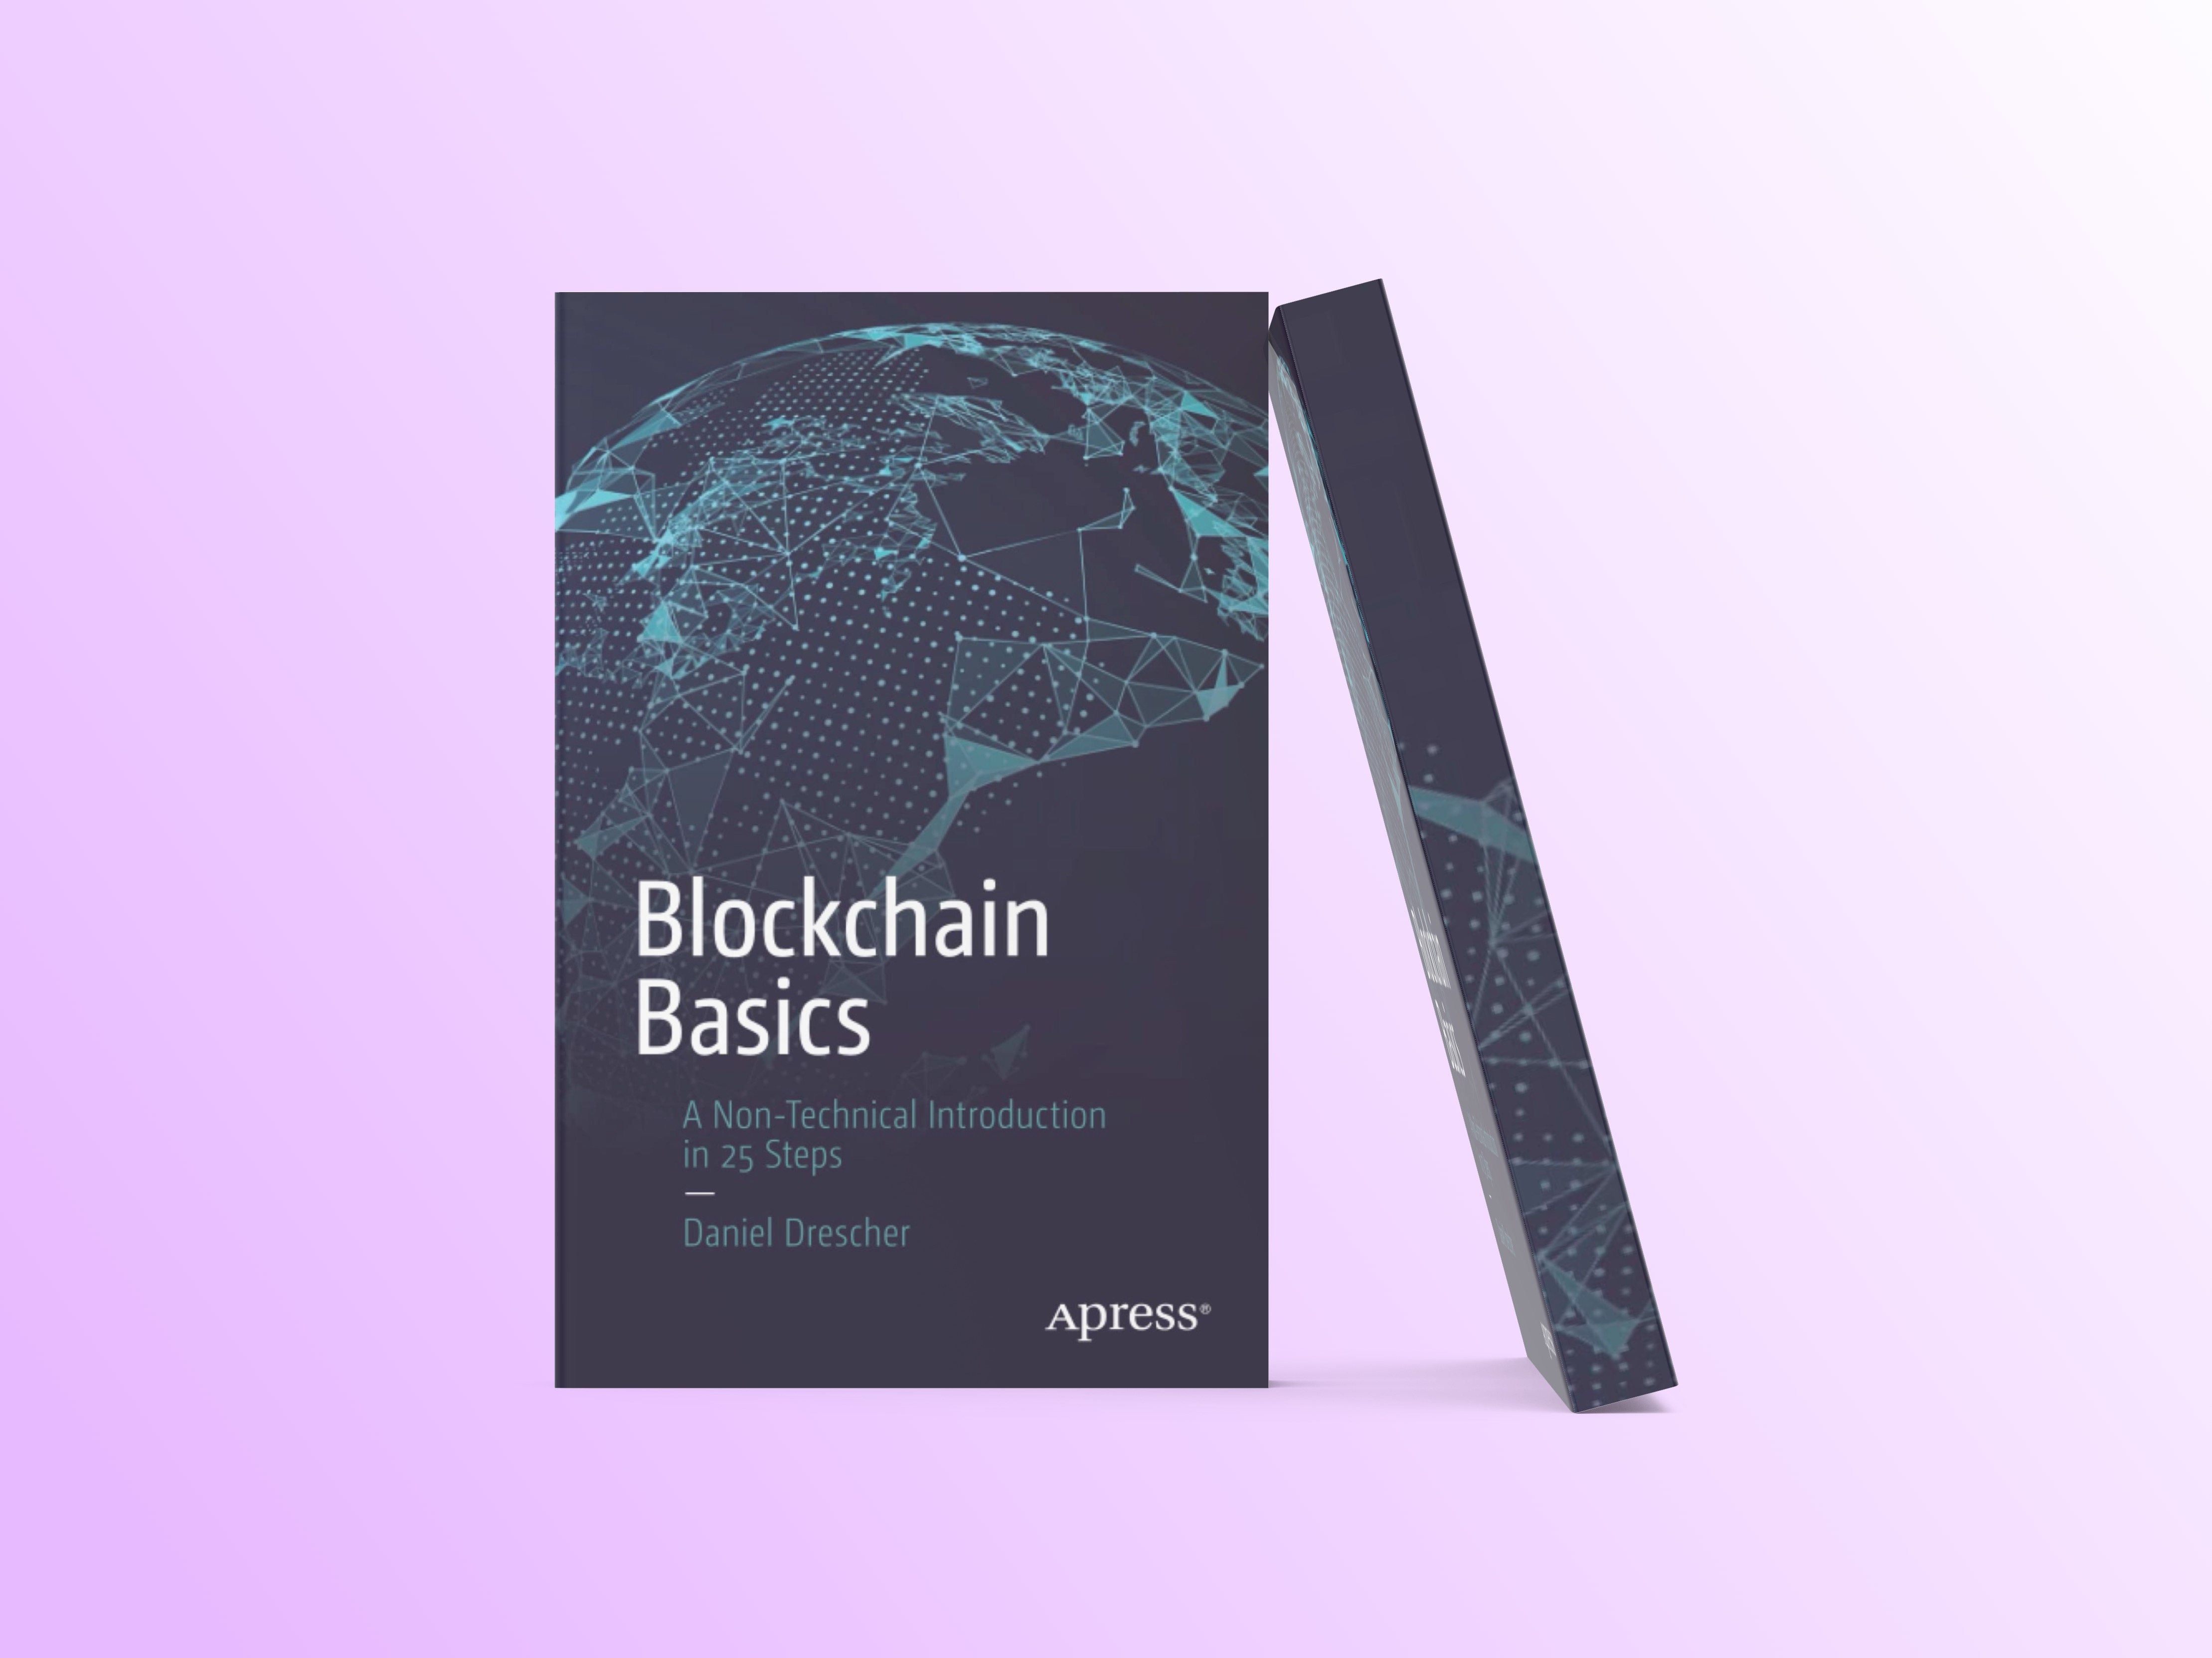 Blockchain
Basics
A Non-Technical Introduction
in 25 Steps
Daniel Drescher
Apress®